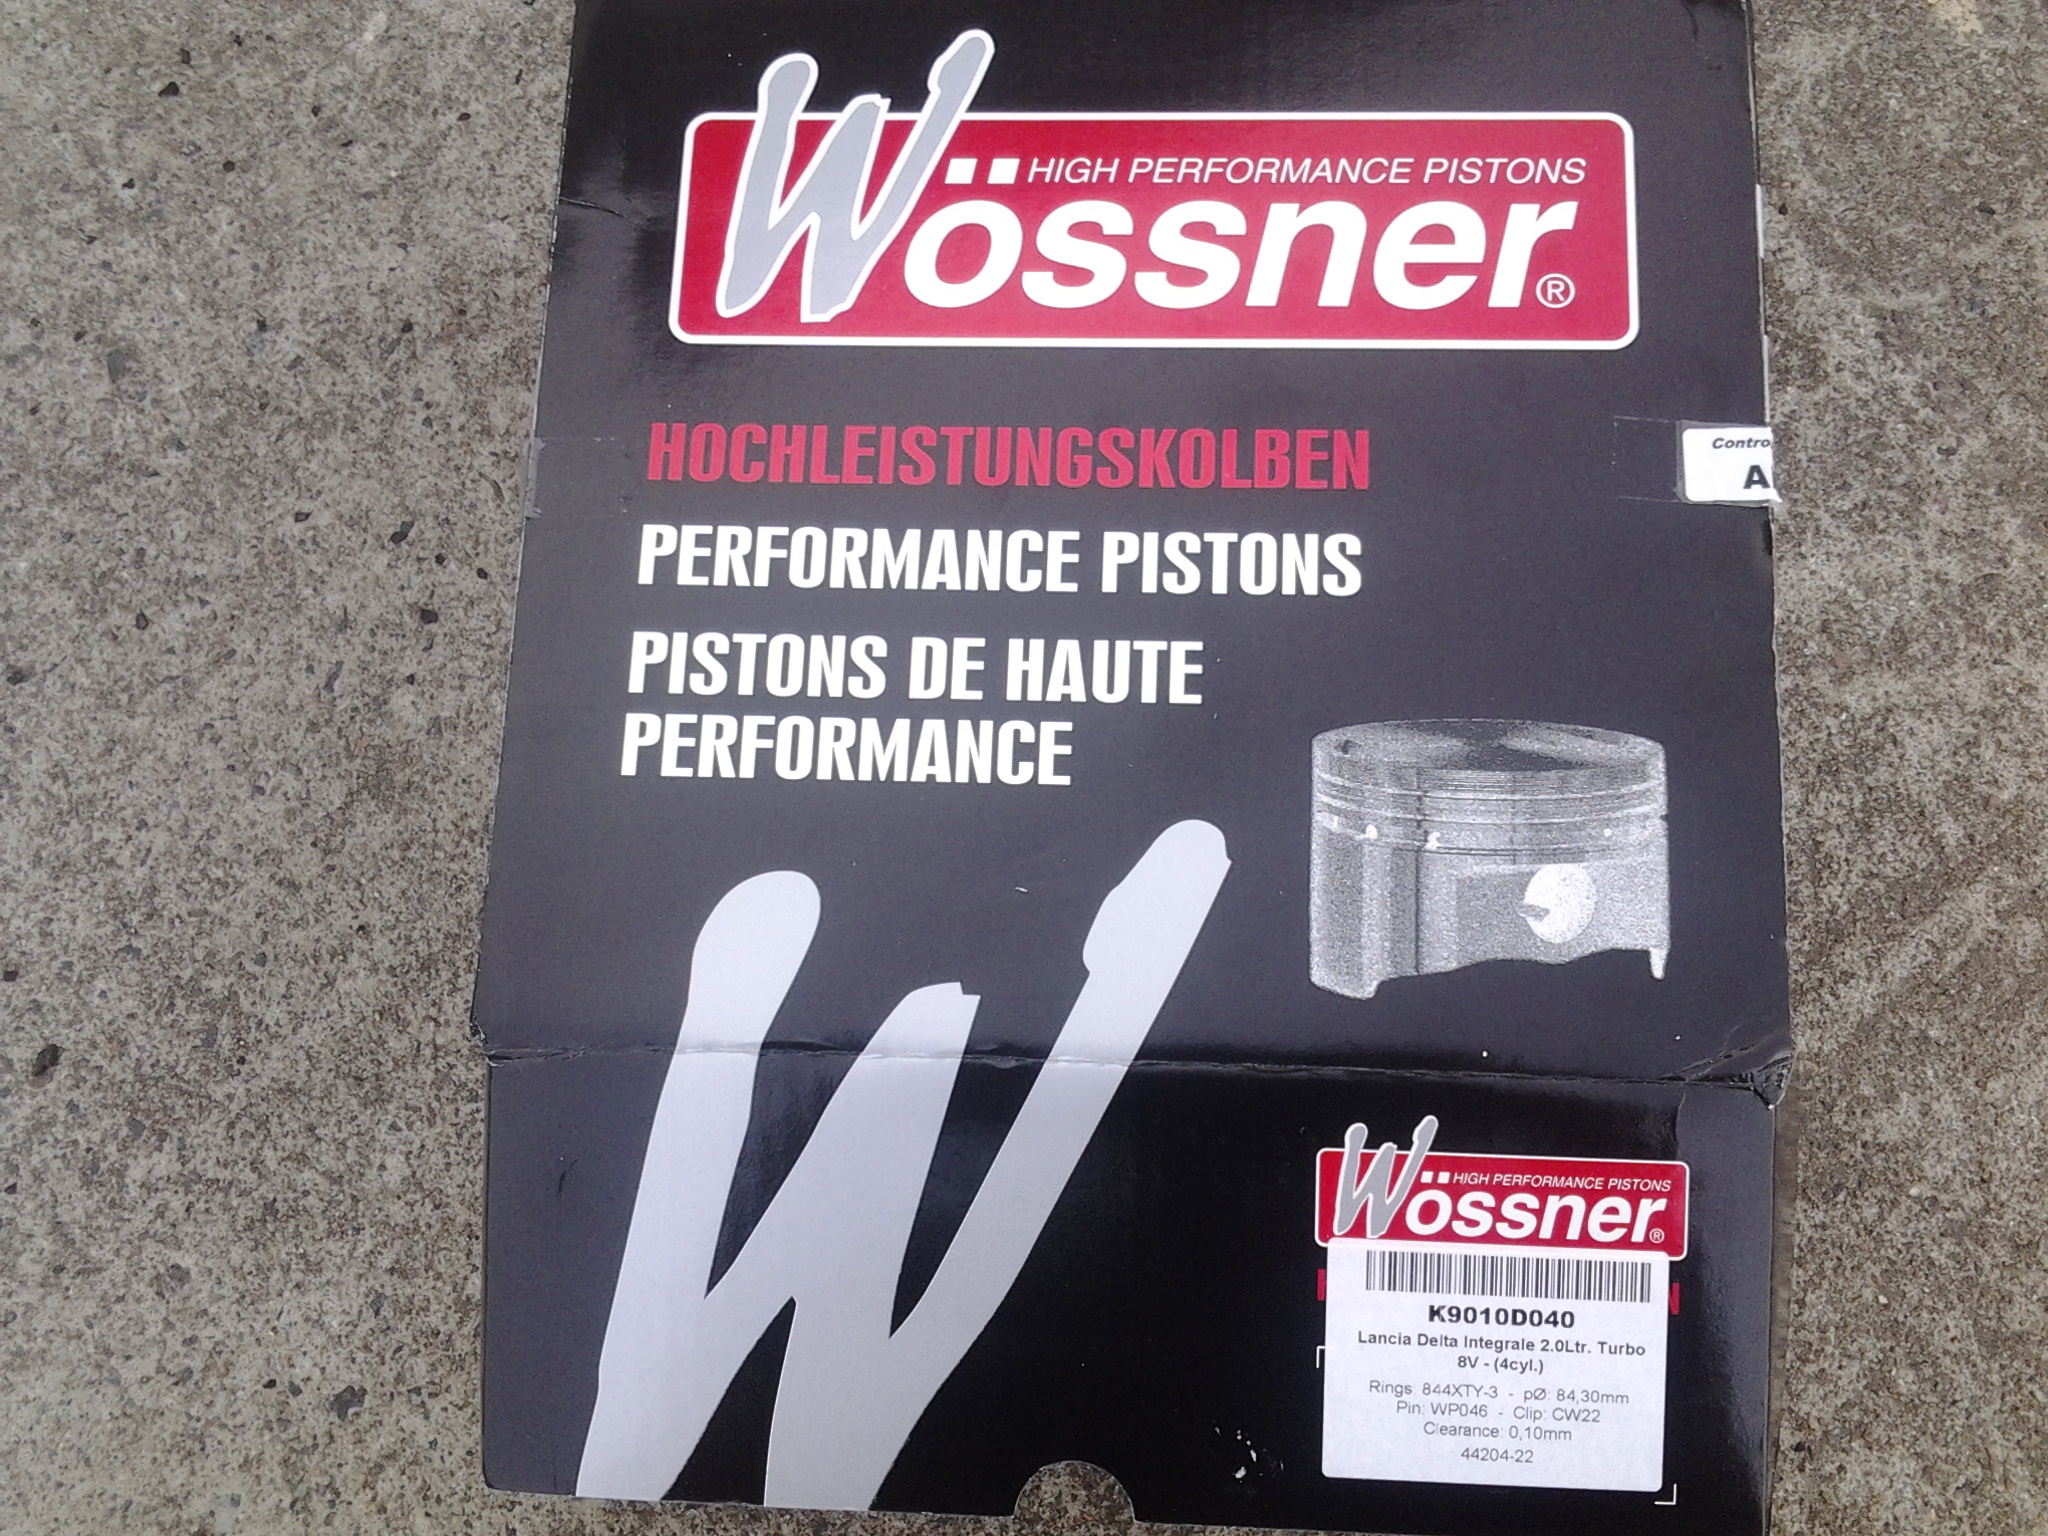 HIGH PERFORMANCE PISTONS
Wössner®
HOCHLEISTUNGSKOLBEN
A
PERFORMANCE PISTONS
PISTONS DE HAUTE
PERFORMANCE
W
HIGH PERFORMANCE PISTONS
Wössner®
K9010D040
Lancia Delta Integrale 2.0Ltr. Turbo
8V - (4cyl.)
Rings: 844XTY-3 - pØ: 84,30mm
Pin: WP046 - Clip: CW22
Clearance: 0,10mm
44204-22